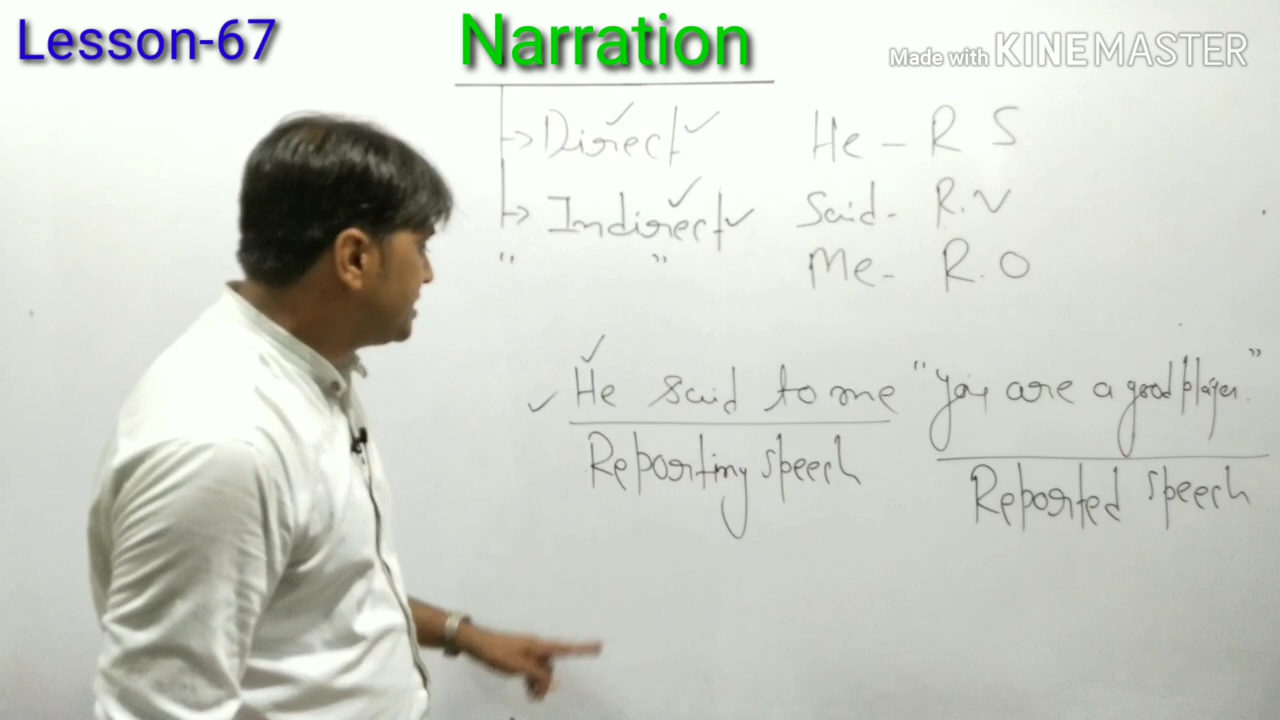 Lesson-67
Narration
Made with KINEMASTER
→ Direct
→ Indirect
" "
He - R S
Said - R.V
Me - R.O
He said to me "you are a good player."
Reporting speech
Reported speech